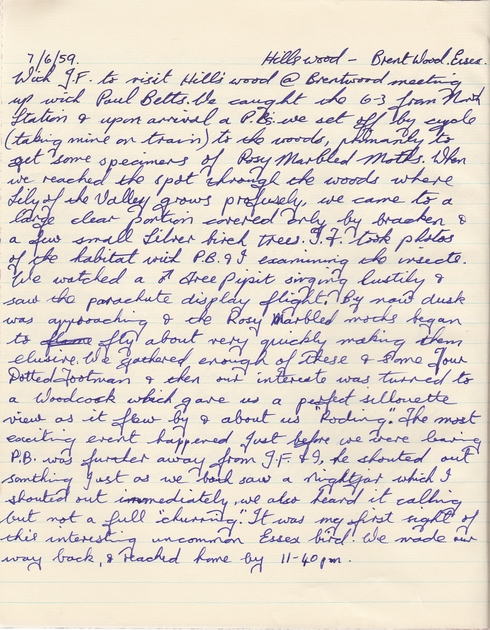 7/6/59. Hillswood – Brentwood. Essex.
With J.F. to visit Hill's wood @ Brentwood meeting
up with Paul Betts. We caught the 6-3 from North
Station & upon arrival a P.B's we set off by cycle
(taking mine on train) to the woods, primarily to
get some specimens of Rosy Marbled Moths. When
we reached the spot through the woods where
Lily of the Valley grows profusely, we came to a
large clear portion covered only by bracken &
a few small Silver birch trees. J.F. took photos
of the habitat with P.B. & I examining the insects.
We watched a Tree Pipit singing lustily &
saw the parachute display flight. By now dusk
was approaching & the Rosy Marbled moths began
to fly about very quickly making them
elusive. We gathered enough of these & some Four
Dotted Footman & then our interests was turned to
a Woodcock which gave us a perfect sillouette
view as it flew by & about us "Roding". The most
exciting event happened just before we were leaving
P.B. was further away from J.F. & I, he shouted out
somthing just as we both saw a nightjar which I
shouted out immediately, we also heard it calling
but not a full "churring". It was my first sight of
this interesting uncommon Essex bird. We made our
way back, & reached home by 11-40pm.